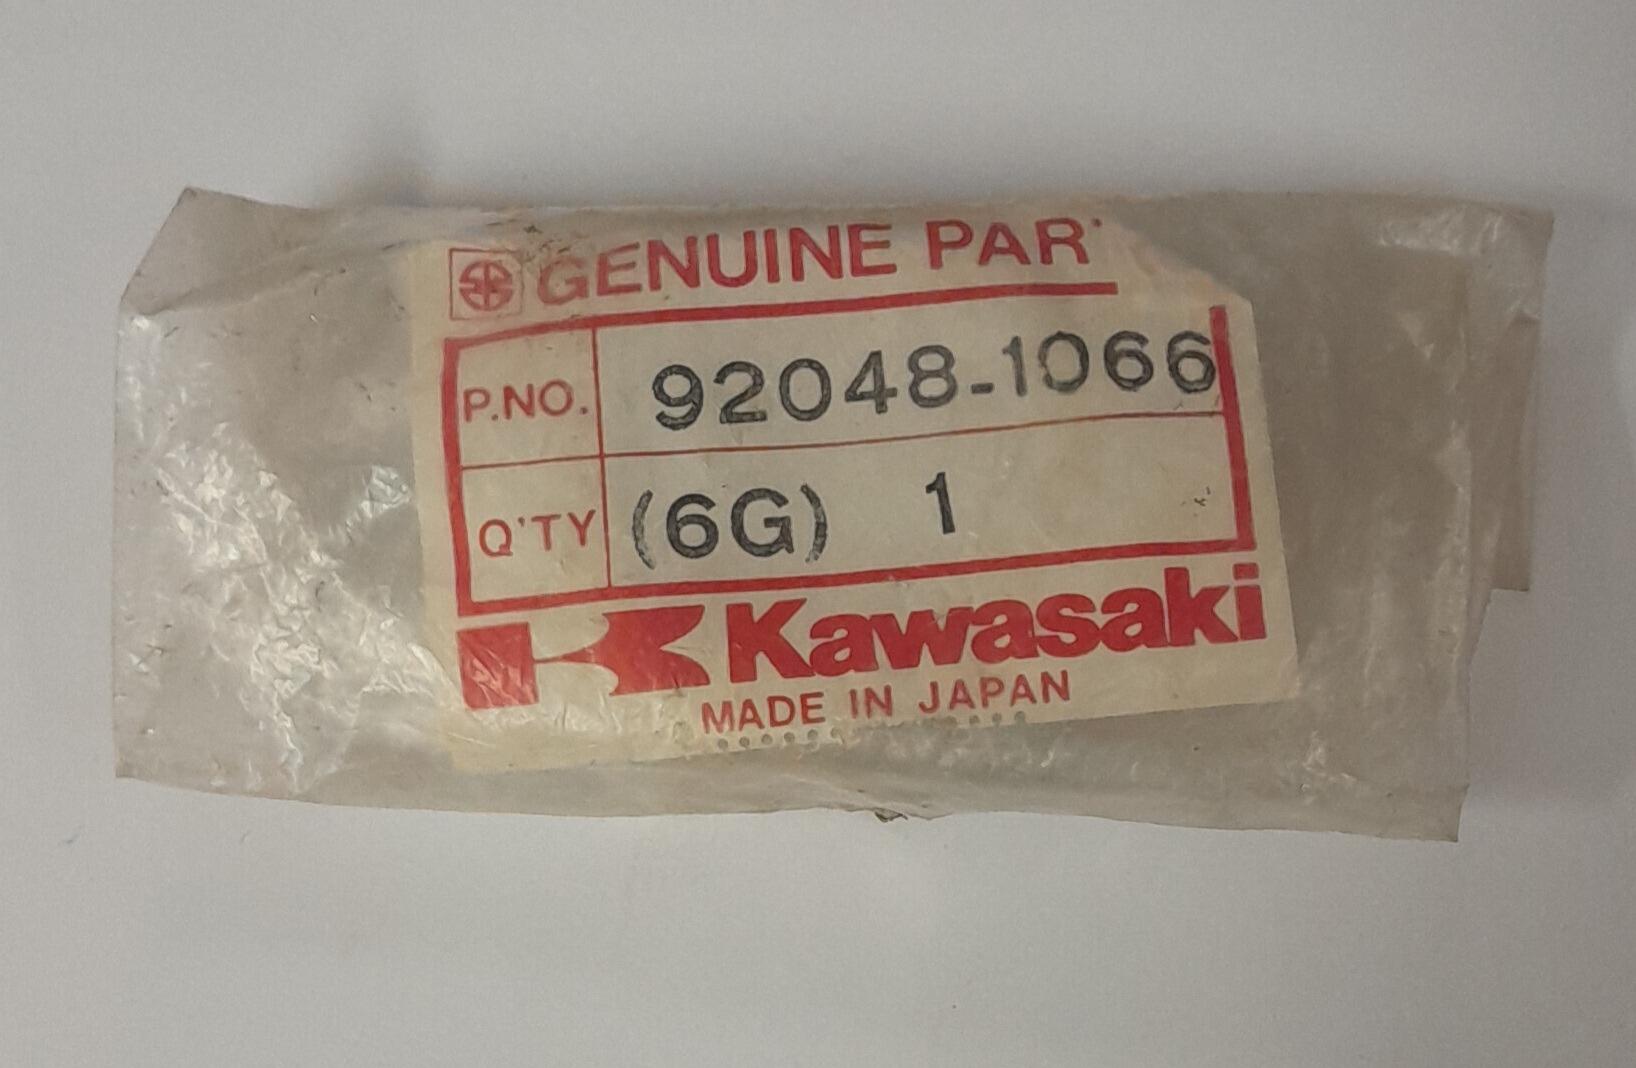 GENUINE PAR
P.NO. 92048-1066
Q'TY (6G) 1
Kawasaki
MADE IN JAPAN